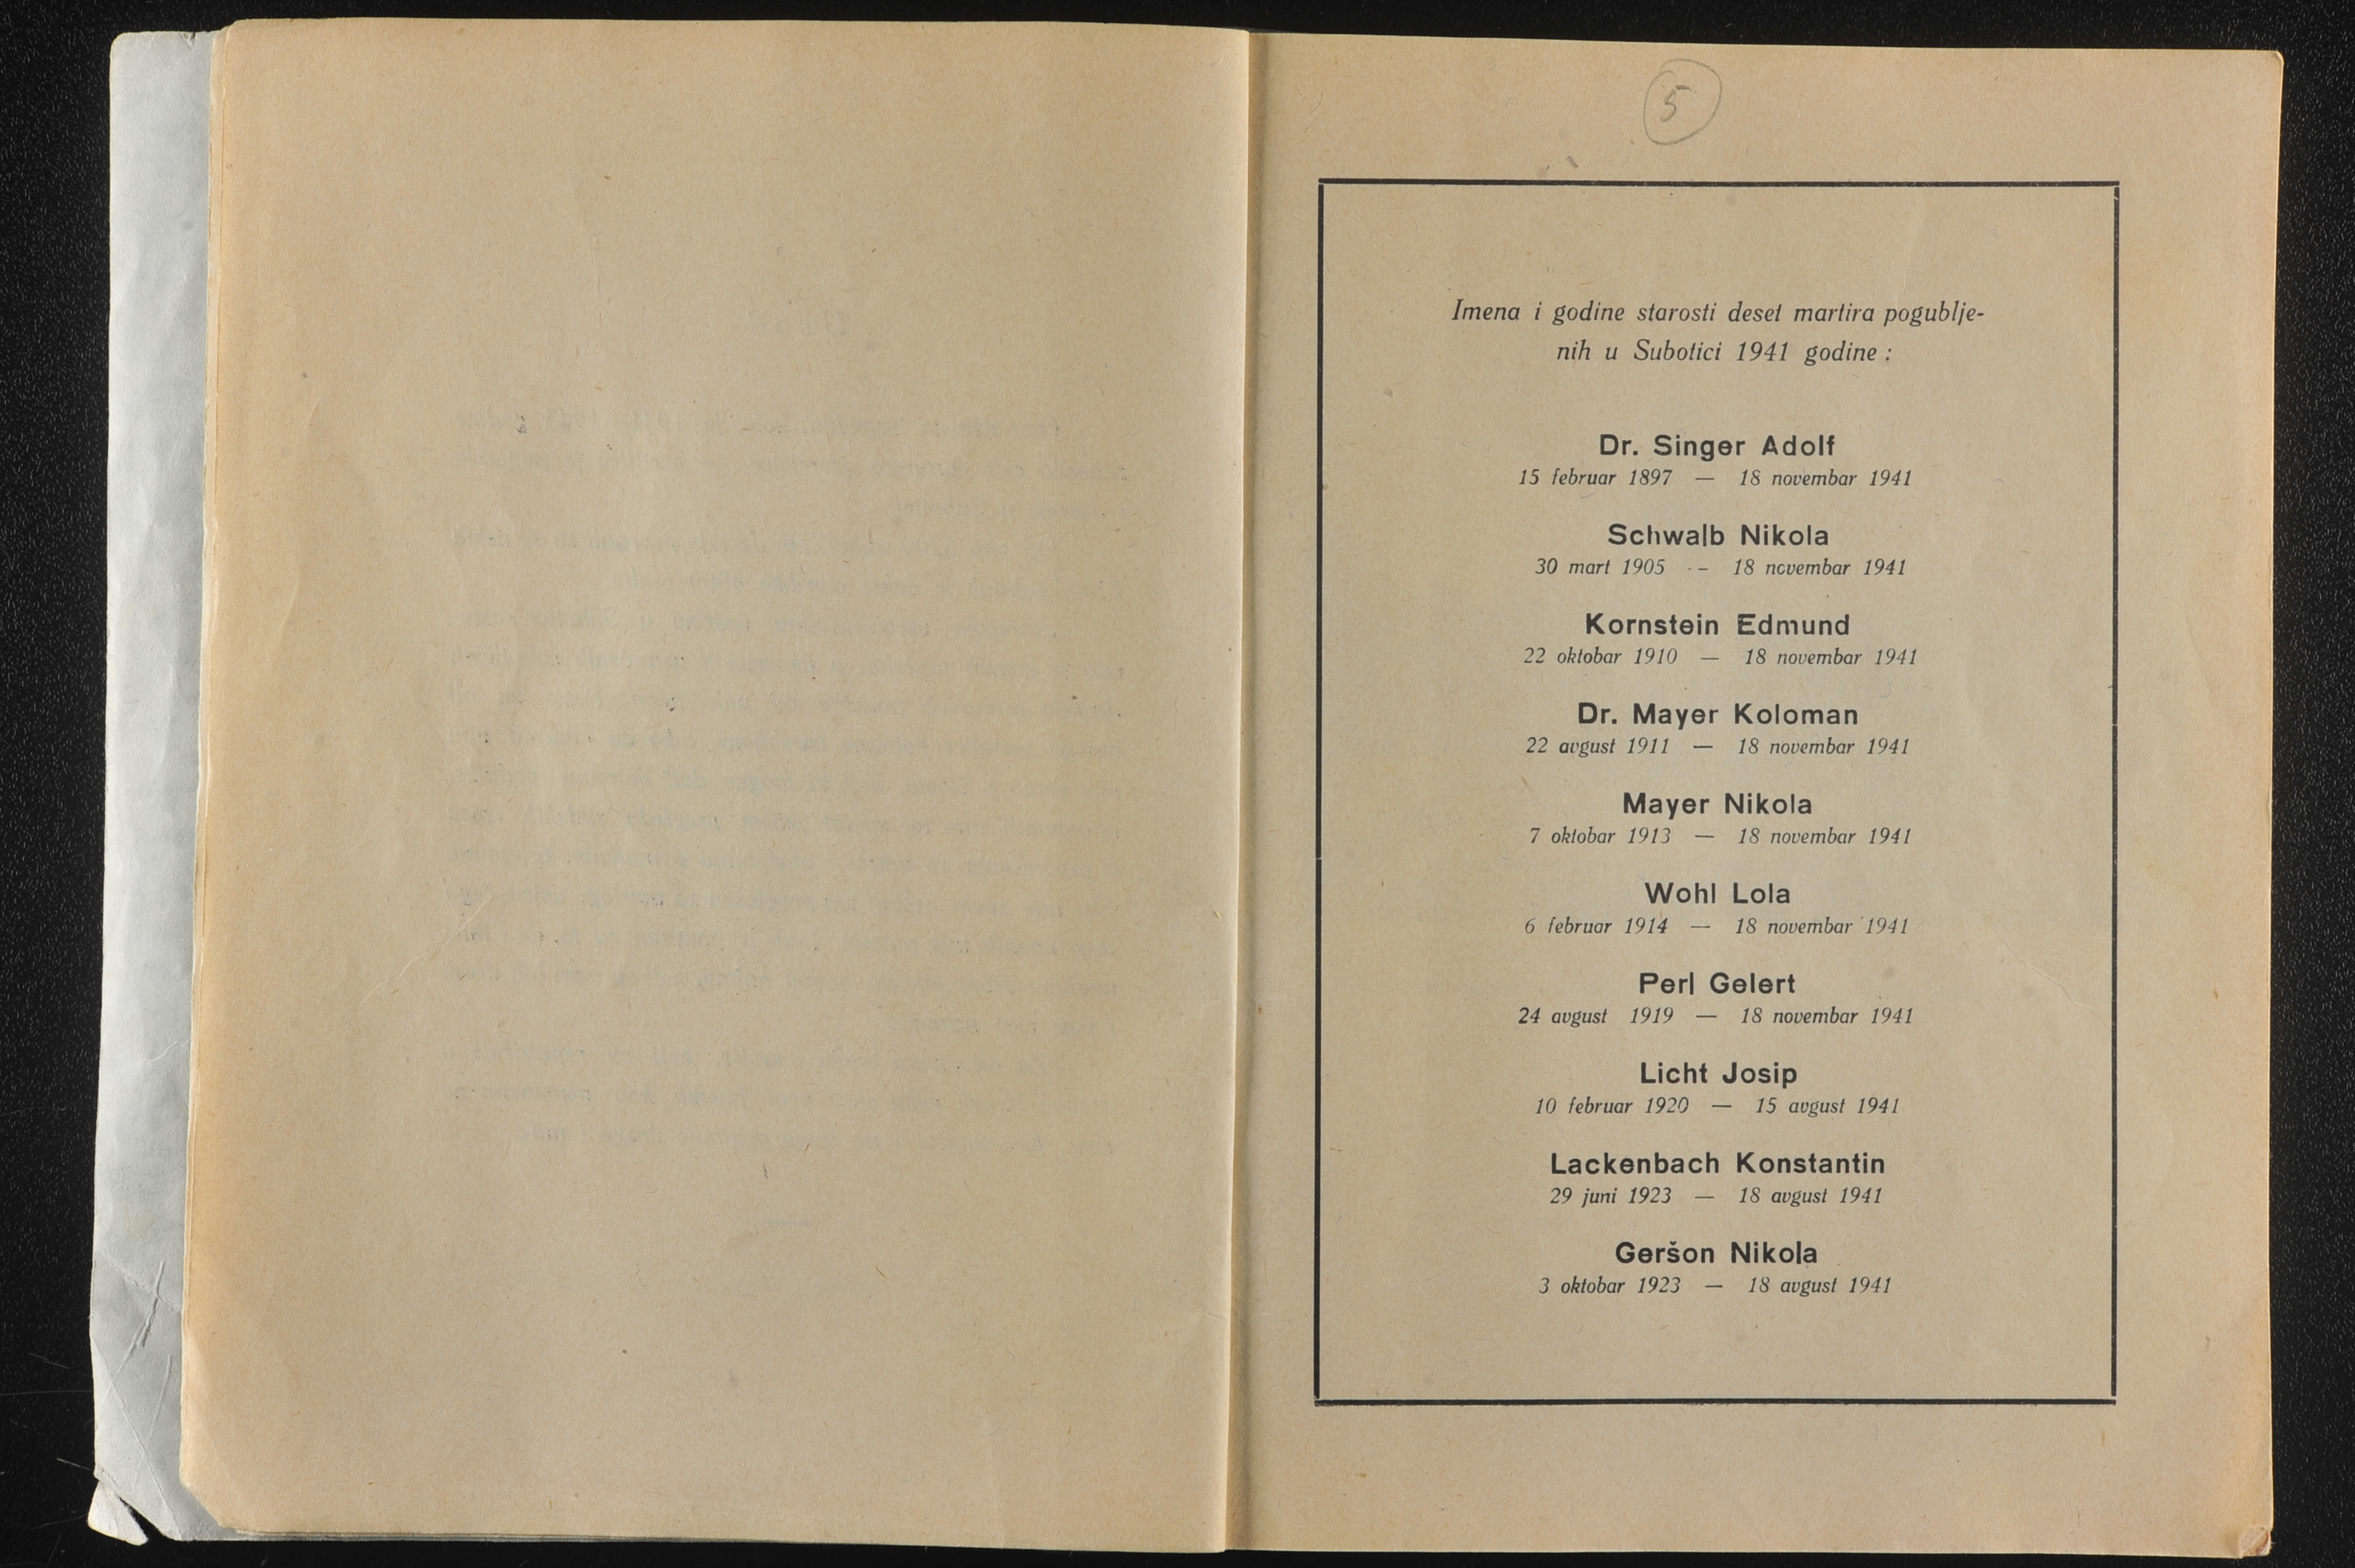 5
Imena i godine starosti deset martira pogublje-
nih u Subotici 1941 godine :
Dr. Singer Adolf
15 februar 1897 — 18 novembar 1941
Schwalb Nikola
30 mart 1905 -- 18 novembar 1941
Kornstein Edmund
22 oktobar 1910 — 18 novembar 1941
Dr. Mayer Koloman
22 avgust 1911 — 18 novembar 1941
Mayer Nikola
7 oktobar 1913 — 18 novembar 1941
Wohl Lola
6 februar 1914 — 18 novembar 1941
Perl Gelert
24 avgust 1919 — 18 novembar 1941
Licht Josip
10 februar 1920 — 15 avgust 1941
Lackenbach Konstantin
29 juni 1923 — 18 avgust 1941
Geršon Nikola
3 oktobar 1923 — 18 avgust 1941